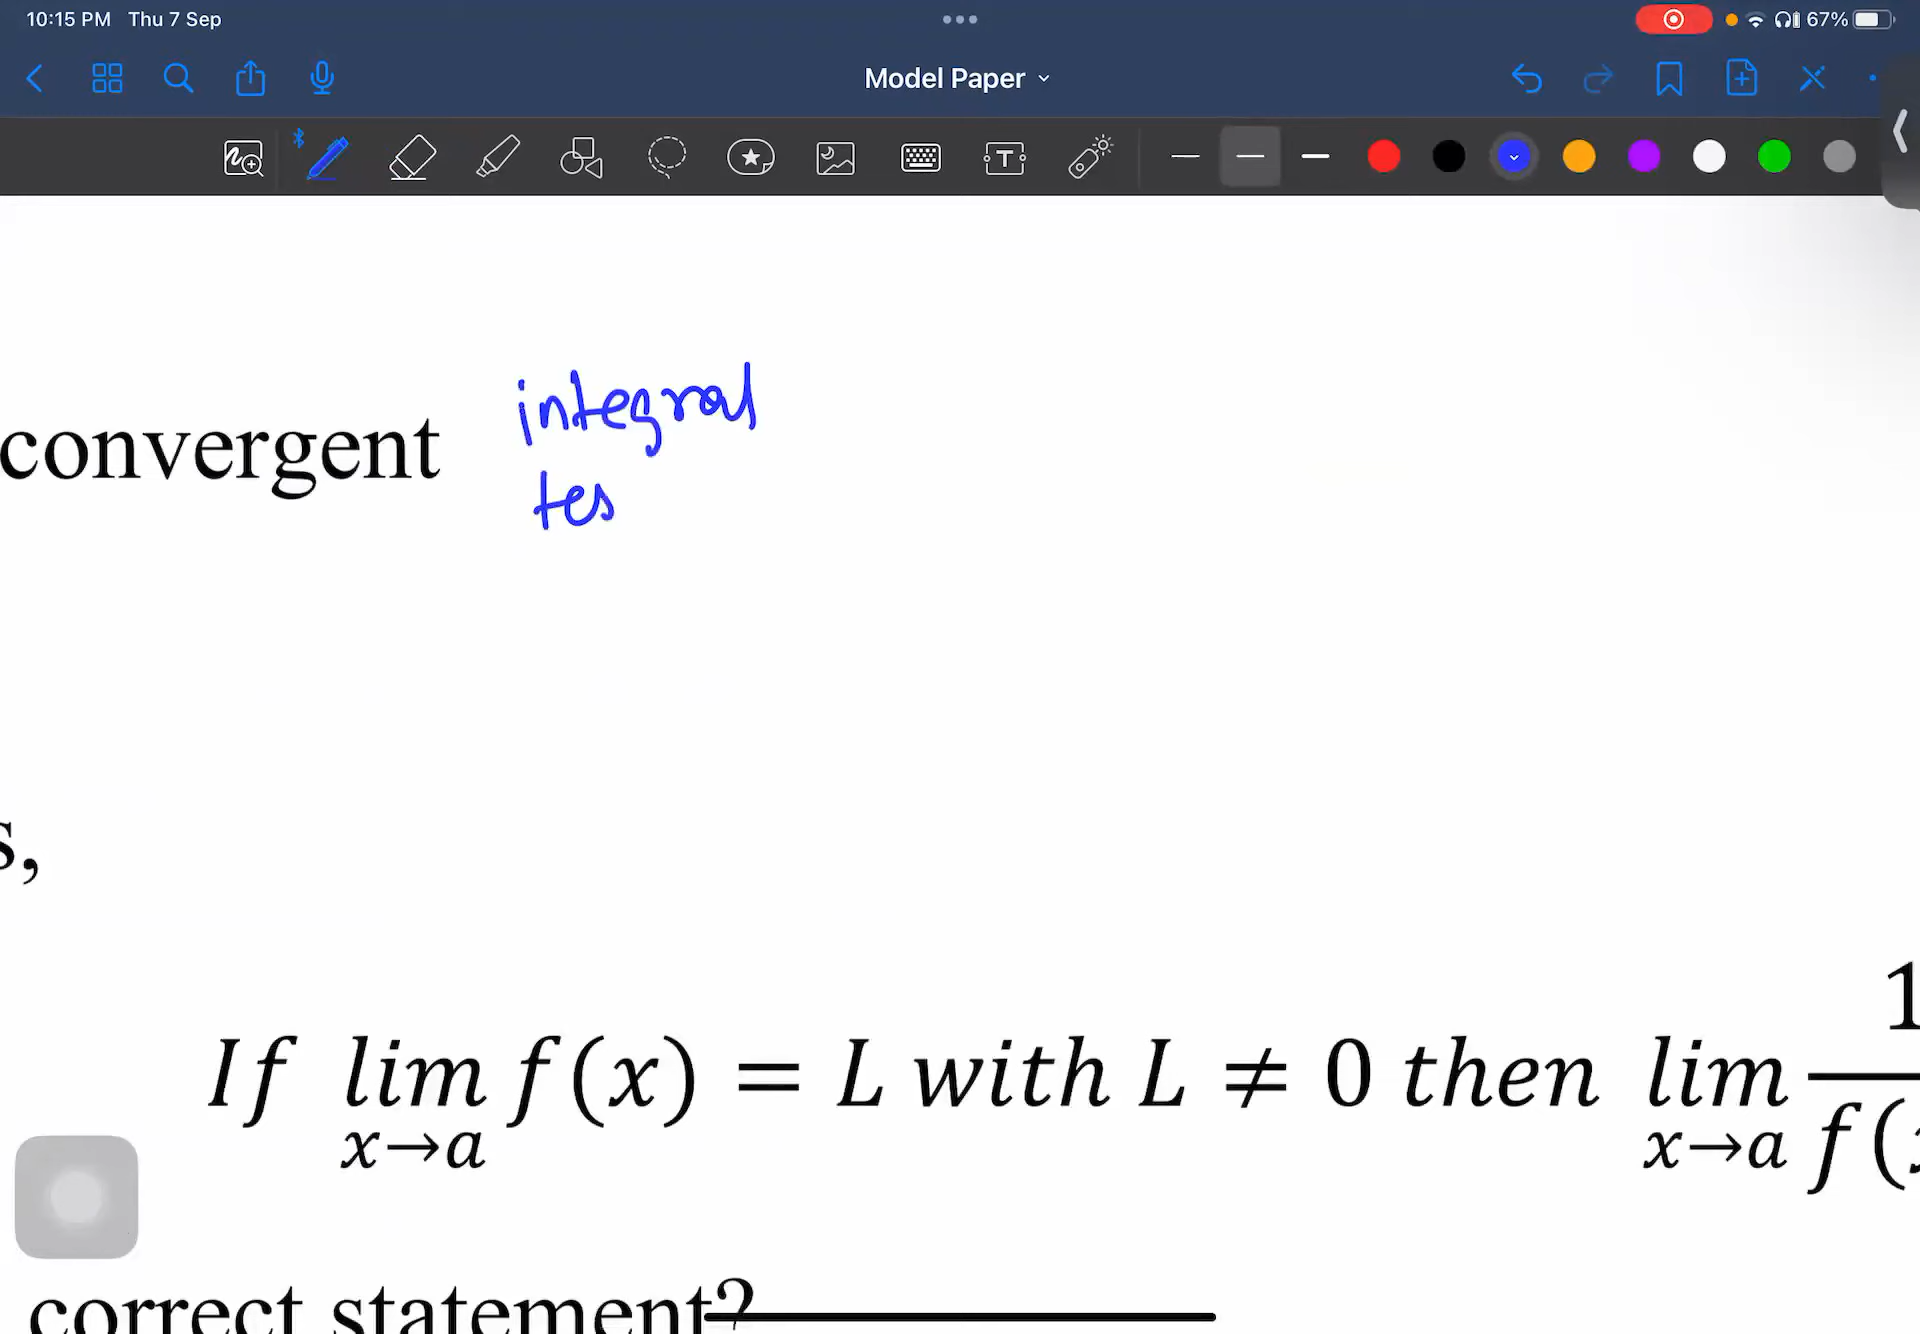 10:15 PM Thu 7 Sep
67%
Model Paper
T
integral
convergent
tes
s,
1
If lim f(x) = L with L ≠ 0 then lim
x→a x→a f(
correct statement?